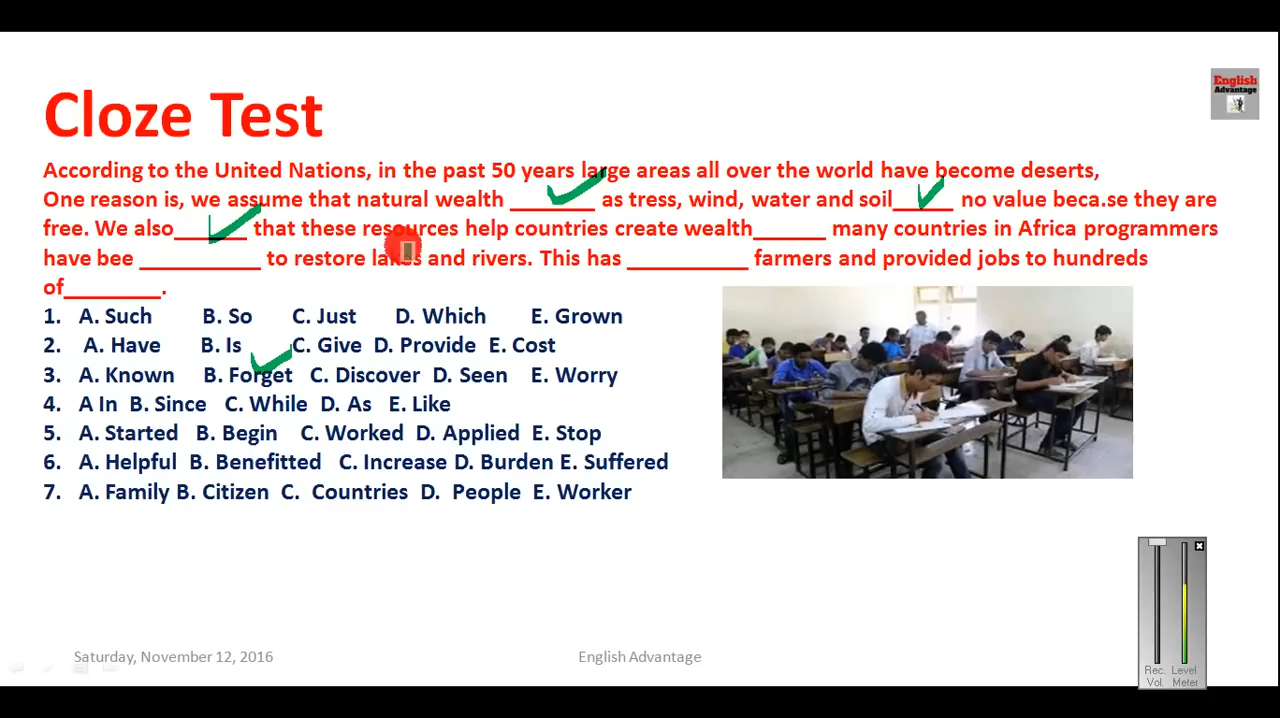 English
Advantage
Cloze Test
According to the United Nations, in the past 50 years large areas all over the world have become deserts,
One reason is, we assume that natural wealth ________ as tress, wind, water and soil_____ no value beca.se they are
free. We also______ that these resources help countries create wealth______ many countries in Africa programmers
have bee __________ to restore lakes and rivers. This has __________ farmers and provided jobs to hundreds
of________.
1. A. Such B. So C. Just D. Which E. Grown
2. A. Have B. Is C. Give D. Provide E. Cost
3. A. Known B. Forget C. Discover D. Seen E. Worry
4. A In B. Since C. While D. As E. Like
5. A. Started B. Begin C. Worked D. Applied E. Stop
6. A. Helpful B. Benefitted C. Increase D. Burden E. Suffered
7. A. Family B. Citizen C. Countries D. People E. Worker
Saturday, November 12, 2016
English Advantage
Rec. Level
Vol. Meter